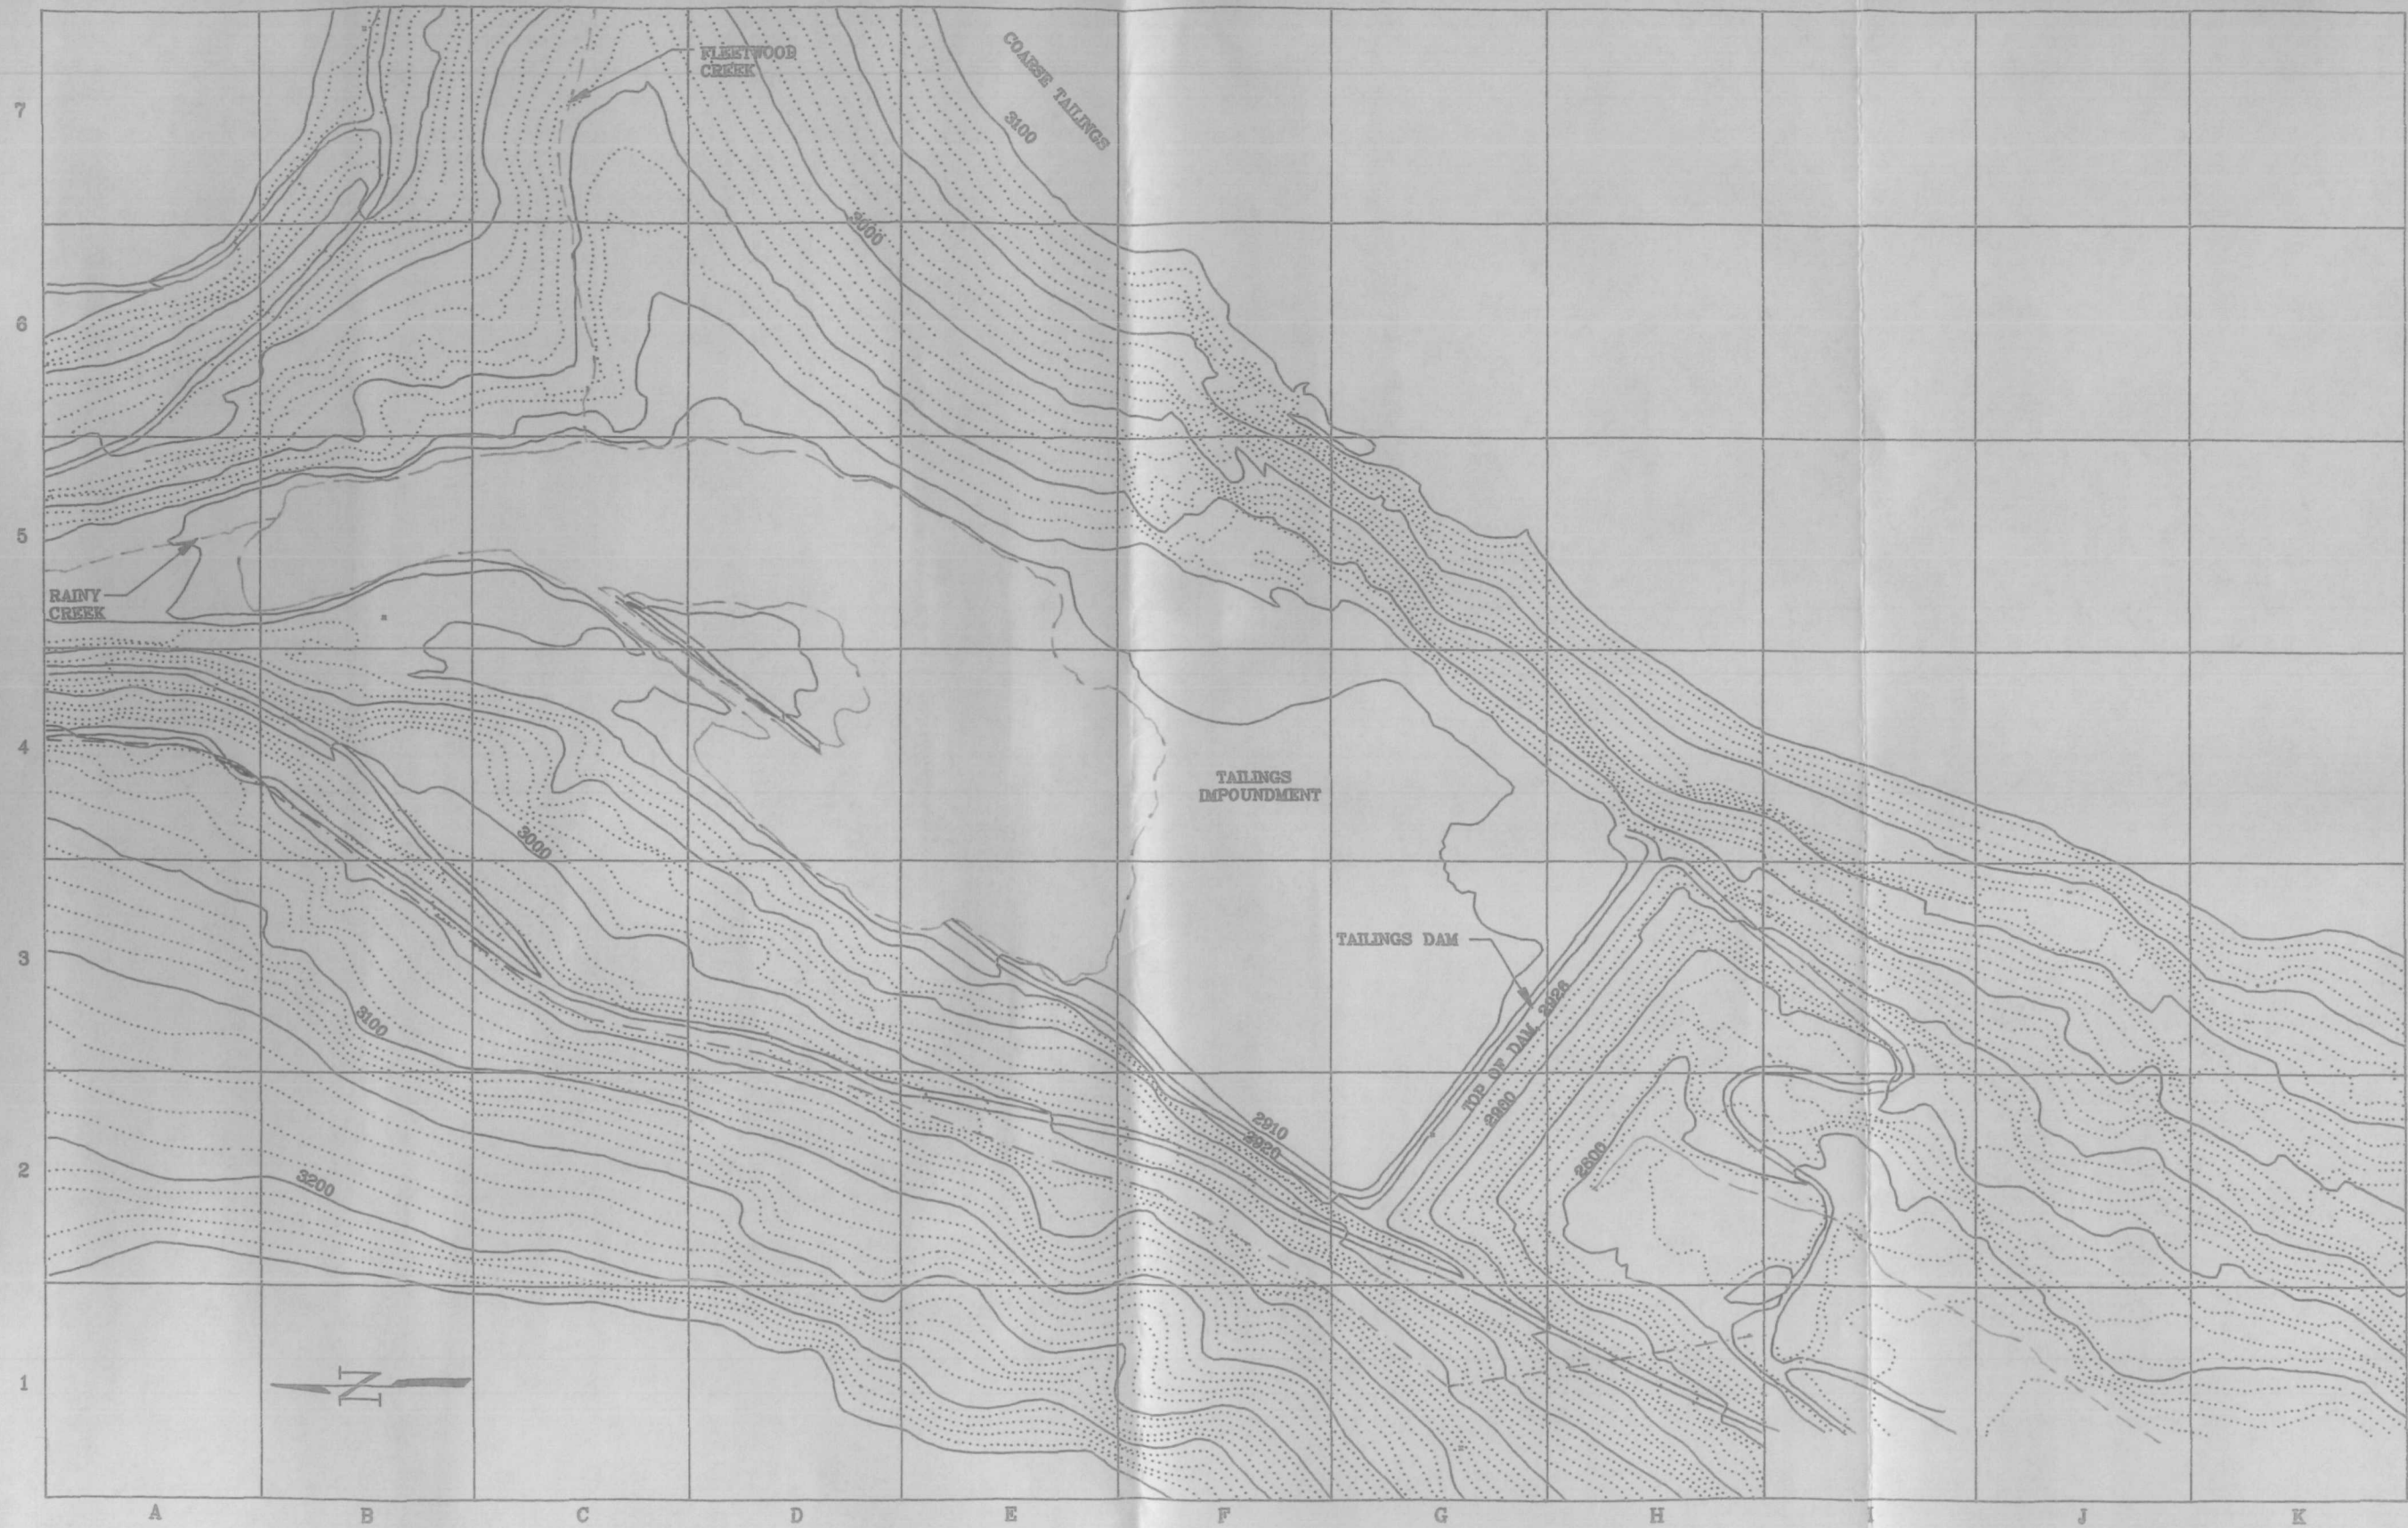 FLEETWOOD
CREEK
COARSE TAILINGS
7
3100
3000
6
5
RAINY
CREEK
4
TAILINGS
IMPOUNDMENT
3000
TAILINGS DAM
3
3100
TOP OF DAM, 2926
2910
2920
2
3200
N
1
A B C D E F G H I J K